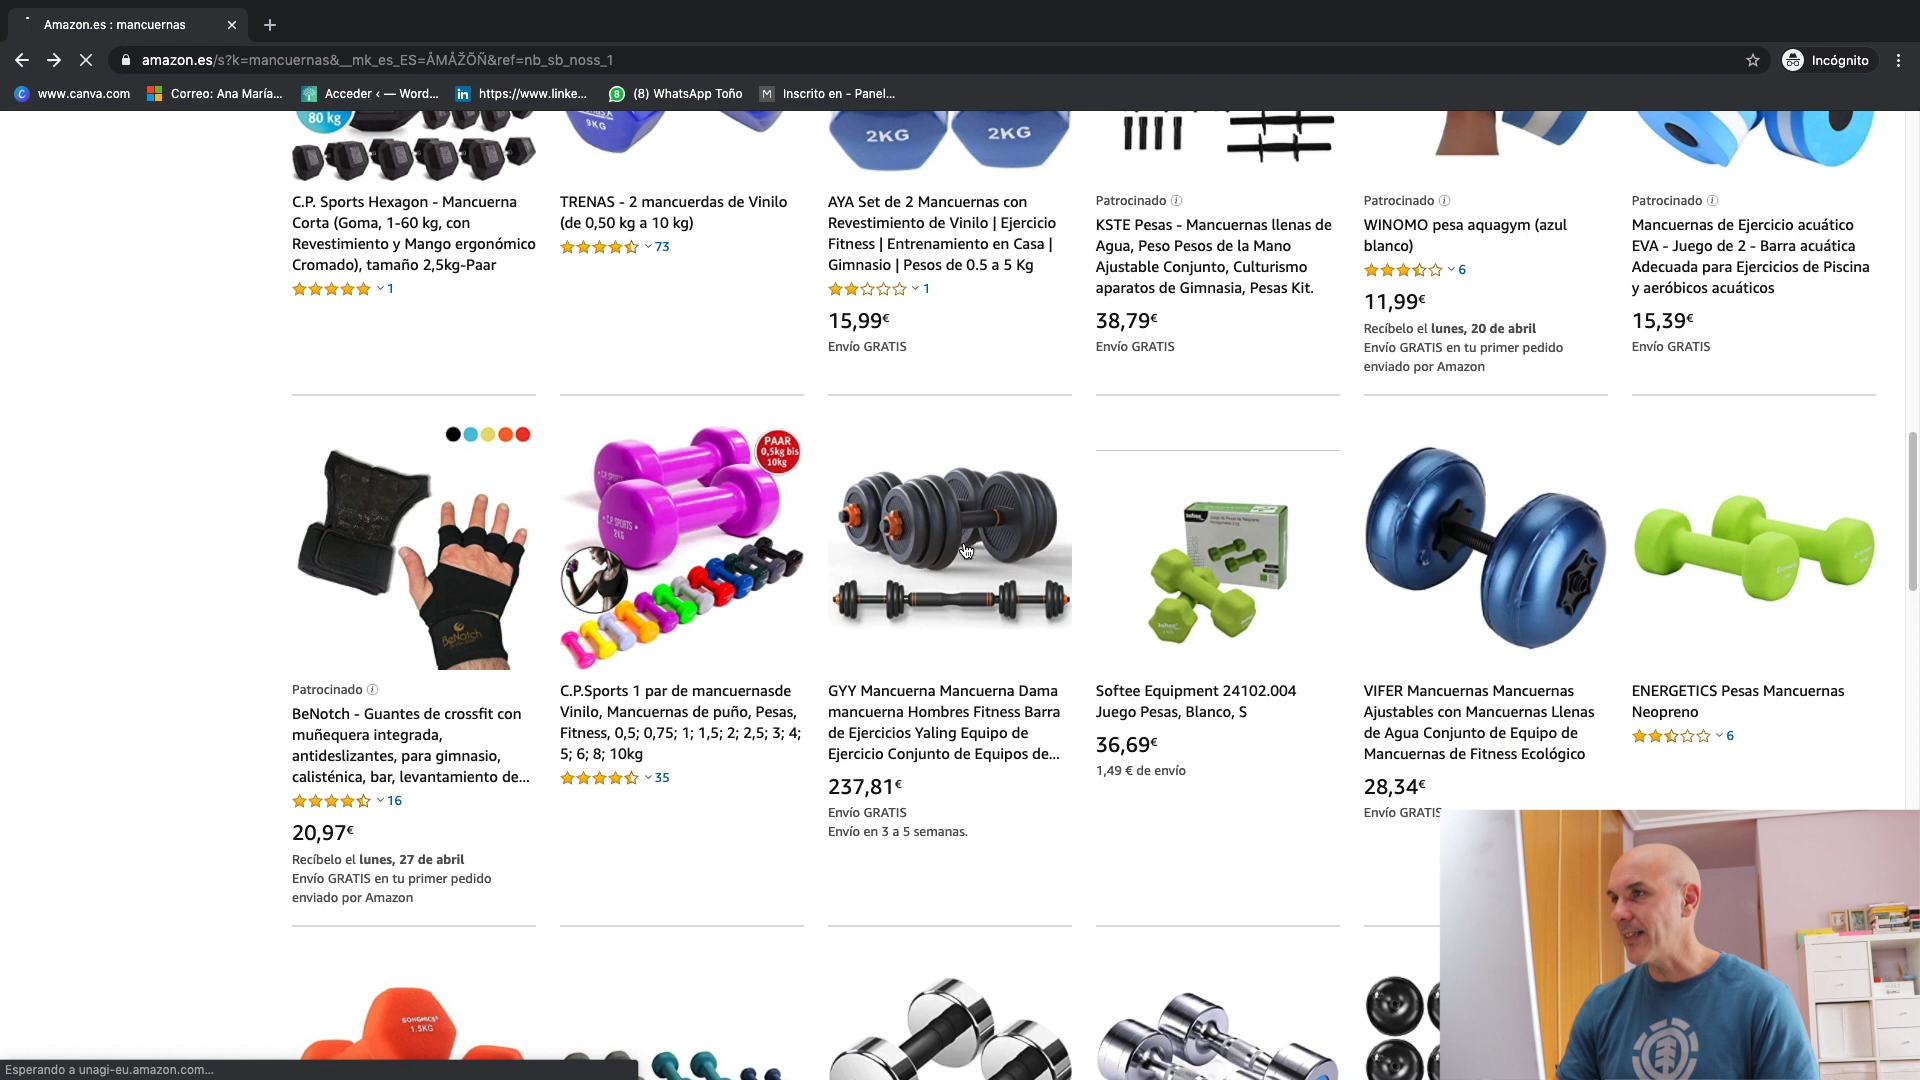 Amazon.es : mancuernas
amazon.es/s?k=mancuernas&__mk_es_ES=ÅMÅŽÕÑ&ref=nb_sb_noss_1
Incógnito
www.canva.com
Correo: Ana María...
Acceder ‹ — Word...
https://www.linke...
(8) WhatsApp Toño
Inscrito en - Panel...
80 kg
9KG
2KG
2KG
C.P. Sports Hexagon - Mancuerna
Corta (Goma, 1-60 kg, con
Revestimiento y Mango ergonómico
Cromado), tamaño 2,5kg-Paar
1
TRENAS - 2 mancuerdas de Vinilo
(de 0,50 kg a 10 kg)
73
AYA Set de 2 Mancuernas con
Revestimiento de Vinilo | Ejercicio
Fitness | Entrenamiento en Casa |
Gimnasio | Pesos de 0.5 a 5 Kg
1
15,99€
Envío GRATIS
Patrocinado
KSTE Pesas - Mancuernas llenas de
Agua, Peso Pesos de la Mano
Ajustable Conjunto, Culturismo
aparatos de Gimnasia, Pesas Kit.
38,79€
Envío GRATIS
Patrocinado
WINOMO pesa aquagym (azul
blanco)
6
11,99€
Recíbelo el lunes, 20 de abril
Envío GRATIS en tu primer pedido
enviado por Amazon
Patrocinado
Mancuernas de Ejercicio acuático
EVA - Juego de 2 - Barra acuática
Adecuada para Ejercicios de Piscina
y aeróbicos acuáticos
15,39€
Envío GRATIS
BeNotch
PAAR
0,5kg bis
10kg
C.P. SPORTS
2KG
Patrocinado
BeNotch - Guantes de crossfit con
muñequera integrada,
antideslizantes, para gimnasio,
calisténica, bar, levantamiento de...
16
20,97€
Recíbelo el lunes, 27 de abril
Envío GRATIS en tu primer pedido
enviado por Amazon
C.P.Sports 1 par de mancuernasde
Vinilo, Mancuernas de puño, Pesas,
Fitness, 0,5; 0,75; 1; 1,5; 2; 2,5; 3; 4;
5; 6; 8; 10kg
35
GYY Mancuerna Mancuerna Dama
mancuerna Hombres Fitness Barra
de Ejercicios Yaling Equipo de
Ejercicio Conjunto de Equipos de...
237,81€
Envío GRATIS
Envío en 3 a 5 semanas.
Softee Equipment 24102.004
Juego Pesas, Blanco, S
36,69€
1,49 € de envío
VIFER Mancuernas Mancuernas
Ajustables con Mancuernas Llenas
de Agua Conjunto de Equipo de
Mancuernas de Fitness Ecológico
28,34€
Envío GRATIS
ENERGETICS Pesas Mancuernas
Neopreno
6
SONGMICS
1.5KG
Esperando a unagi-eu.amazon.com...